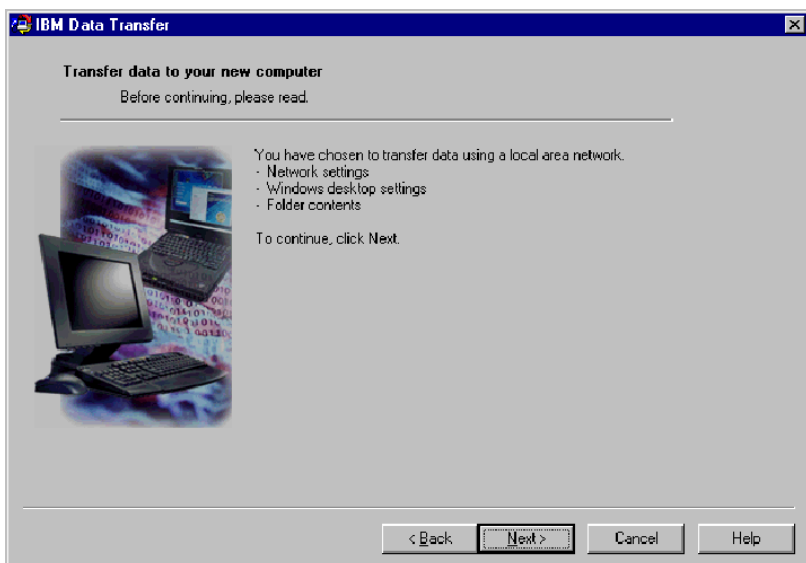 IBM Data Transfer
Transfer data to your new computer
Before continuing, please read.
You have chosen to transfer data using a local area network.
- Network settings
- Windows desktop settings
- Folder contents
To continue, click Next.
< Back
Next >
Cancel
Help